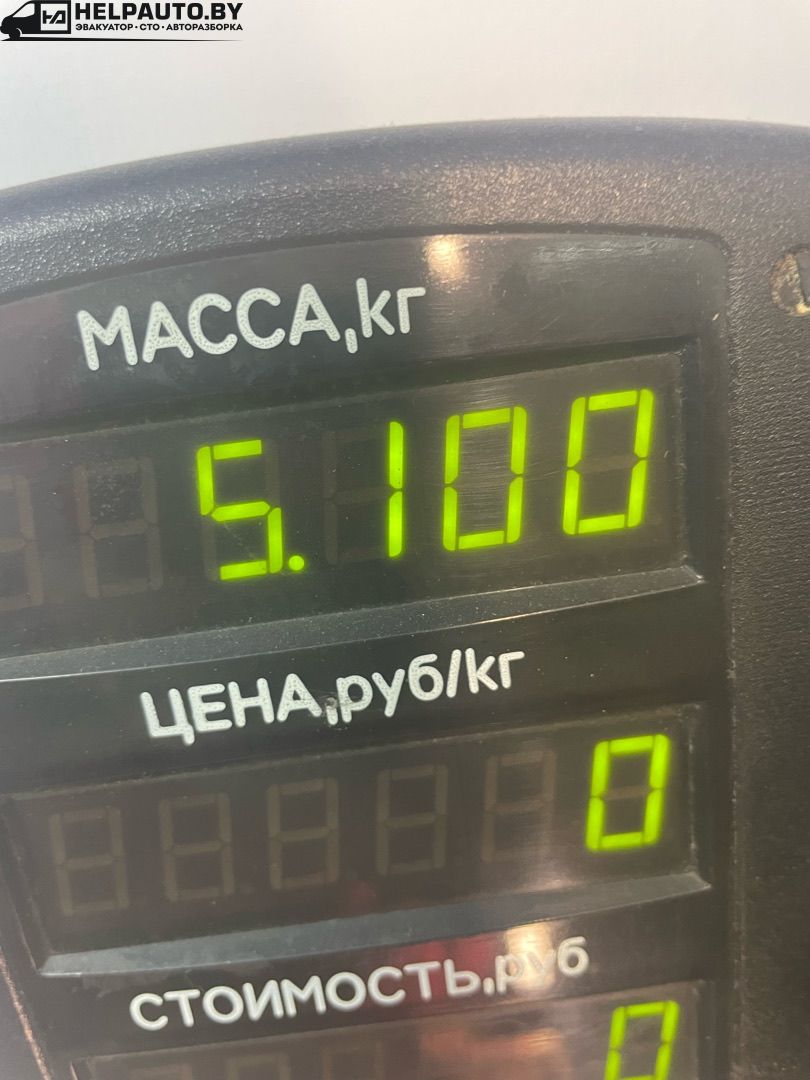 HELPAUTO.BY
ЭВАКУАТОР • СТО • АВТОРАЗБОРКА
МАССА,кг
5.100
ЦЕНА,руб/кг
0
СТОИМОСТЬ,руб
0